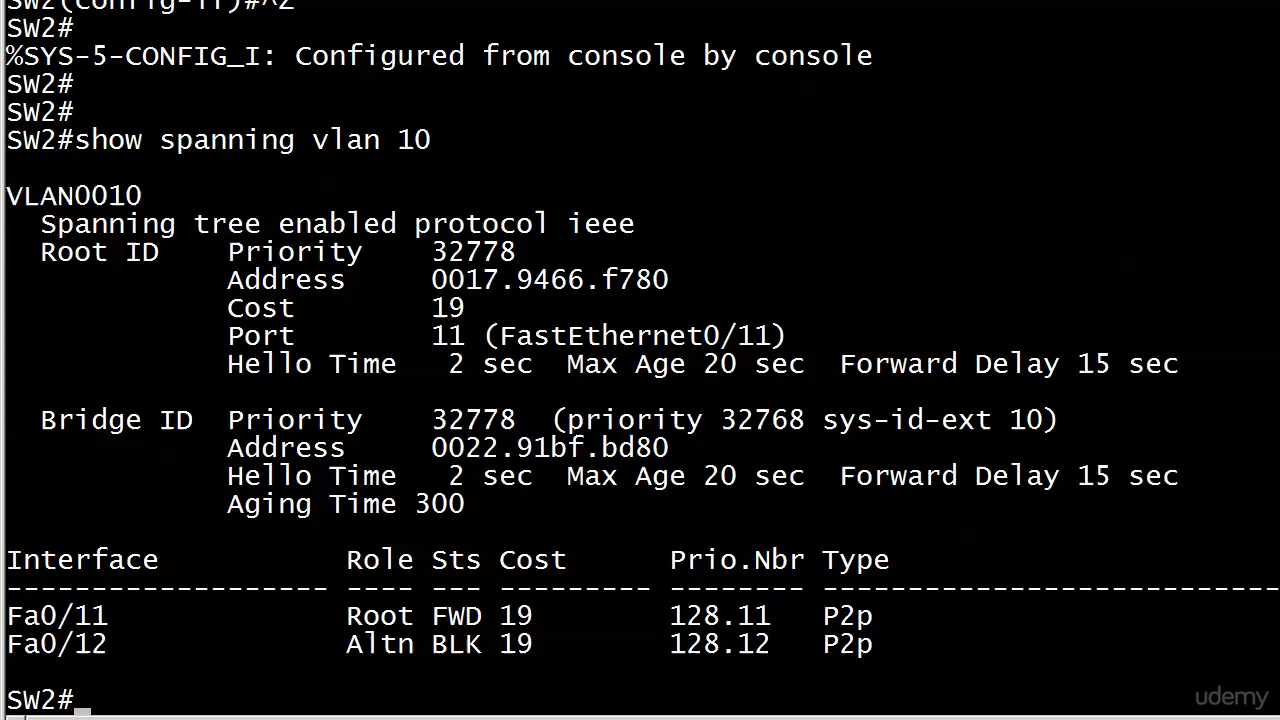 SW2(config-if)#^Z
SW2#
%SYS-5-CONFIG_I: Configured from console by console
SW2#
SW2#
SW2#show spanning vlan 10
VLAN0010
Spanning tree enabled protocol ieee
Root ID Priority 32778
Address 0017.9466.f780
Cost 19
Port 11 (FastEthernet0/11)
Hello Time 2 sec Max Age 20 sec Forward Delay 15 sec
Bridge ID Priority 32778 (priority 32768 sys-id-ext 10)
Address 0022.91bf.bd80
Hello Time 2 sec Max Age 20 sec Forward Delay 15 sec
Aging Time 300
Interface Role Sts Cost Prio.Nbr Type
------------------- ---- --- --------- -------- ---------------------------
Fa0/11 Root FWD 19 128.11 P2p
Fa0/12 Altn BLK 19 128.12 P2p
SW2#
udemy